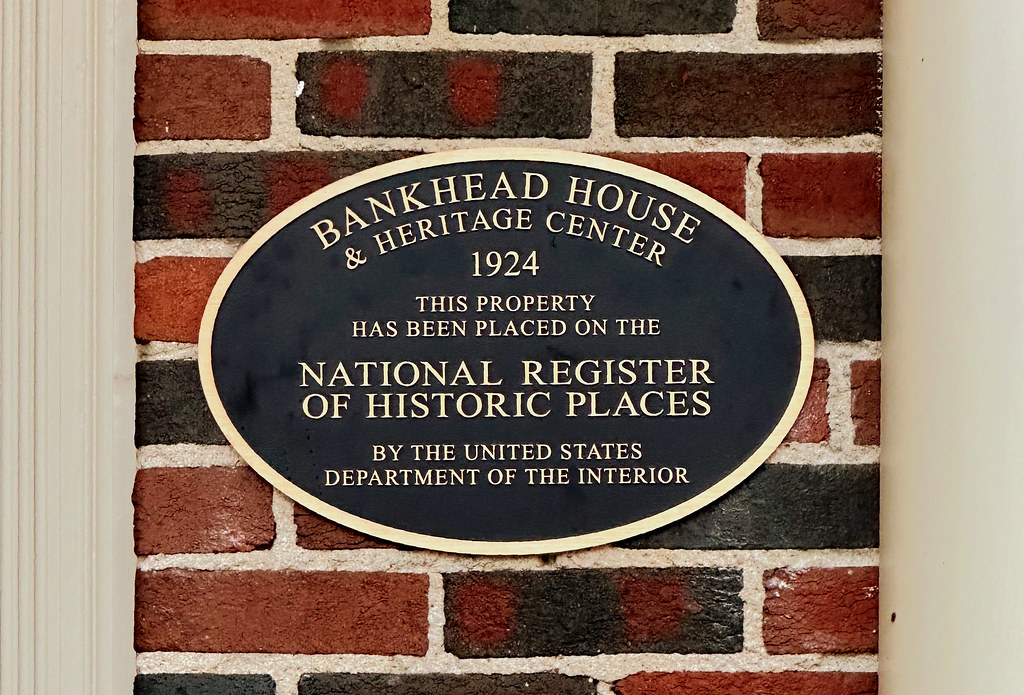 BANKHEAD HOUSE
& HERITAGE CENTER
1924
THIS PROPERTY
HAS BEEN PLACED ON THE
NATIONAL REGISTER
OF HISTORIC PLACES
BY THE UNITED STATES
DEPARTMENT OF THE INTERIOR